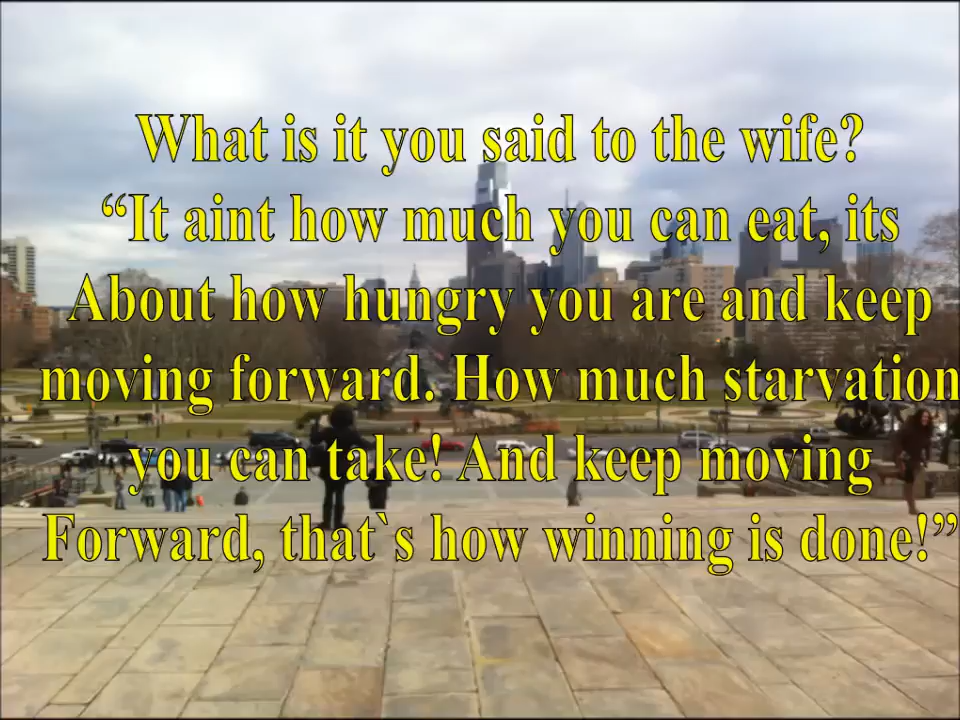 What is it you said to the wife?
“It aint how much you can eat, its
About how hungry you are and keep
moving forward. How much starvation
you can take! And keep moving
Forward, that`s how winning is done!”